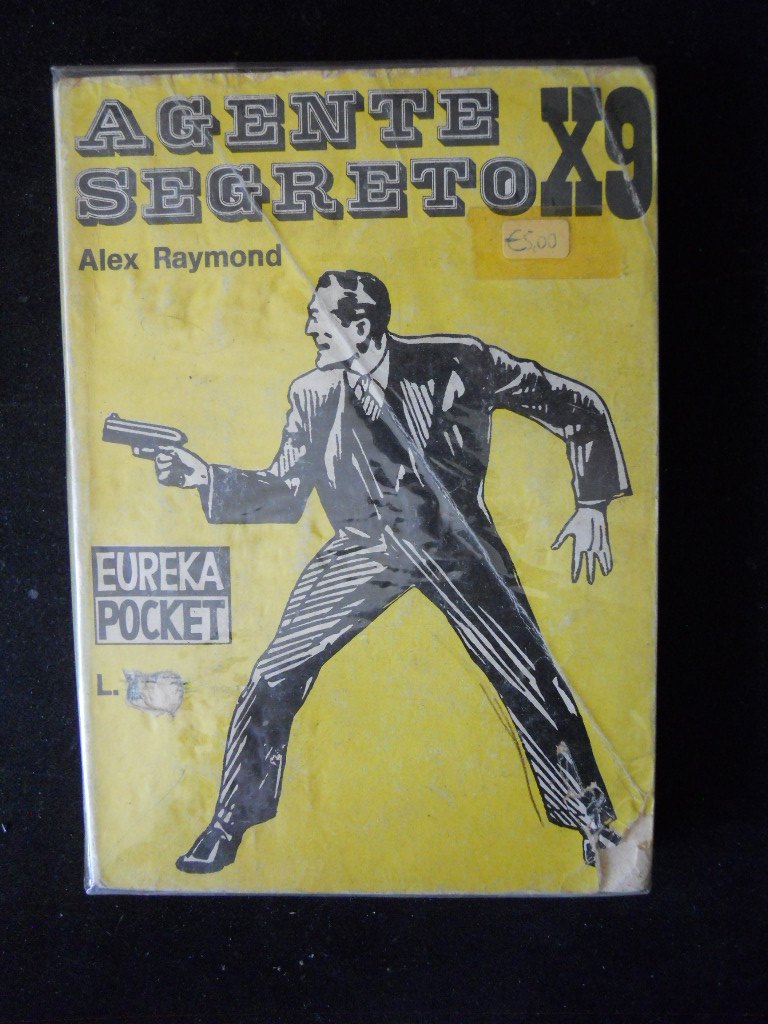 AGENTE
SEGRETO X9
€5,00
Alex Raymond
EUREKA
POCKET
L.